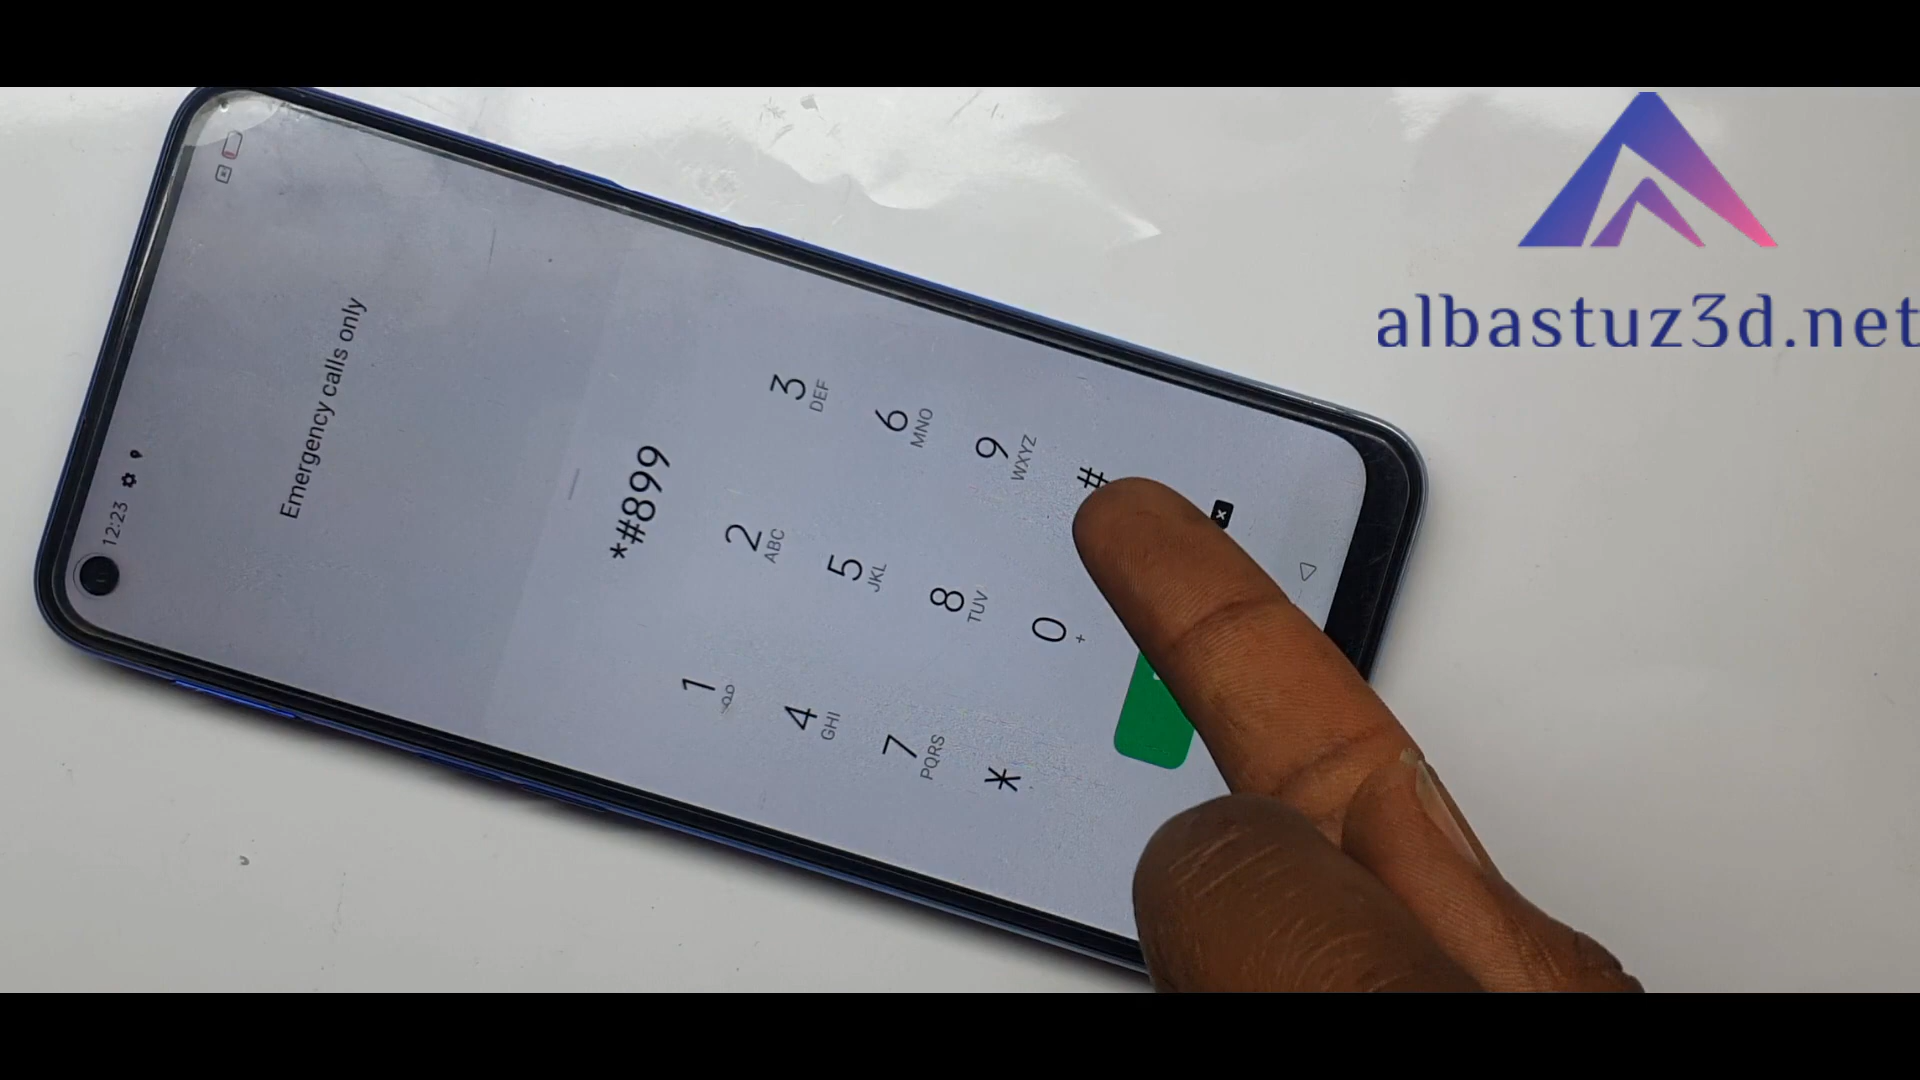 albastuz3d.net
12:23
Emergency calls only
*#899
1
2 ABC
3 DEF
4 GHI
5 JKL
6 MNO
7 PQRS
8 TUV
9 WXYZ
*
0 +
#